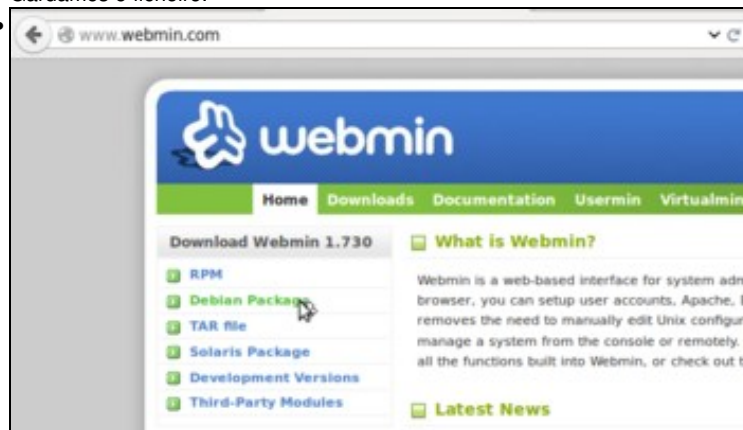 Gardamos o ficheiro.
www.webmin.com
webmin
Home Downloads Documentation Usermin Virtualmin
Download Webmin 1.730
RPM
Debian Package
TAR file
Solaris Package
Development Versions
Third-Party Modules
What is Webmin?
Webmin is a web-based interface for system adm
browser, you can setup user accounts, Apache,
removes the need to manually edit Unix configur
manage a system from the console or remotely.
all the functions built into Webmin, or check out t
Latest News